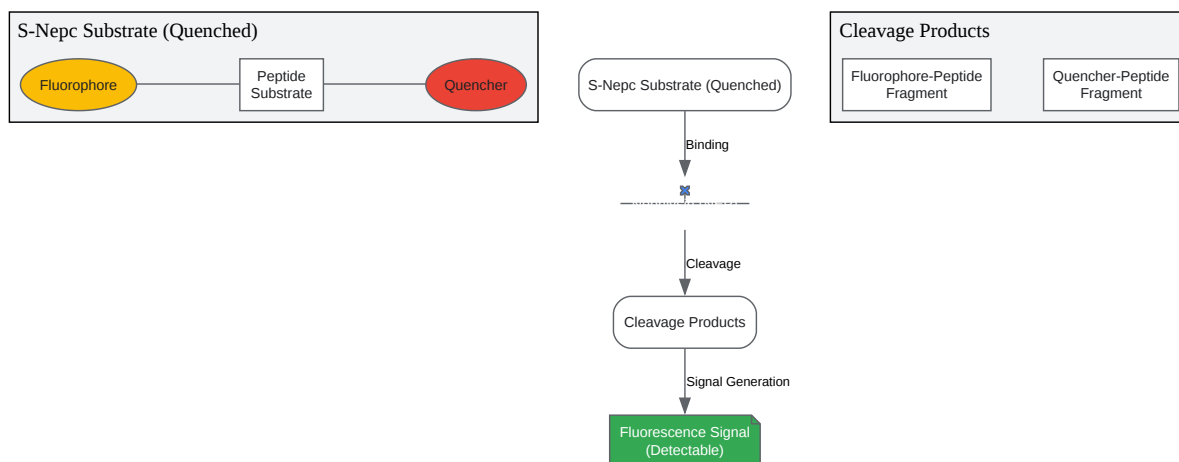 S-Nepc Substrate (Quenched)
Fluorophore
Peptide
Substrate
Quencher
S-Nepc Substrate (Quenched)
Binding
Cleavage
Cleavage Products
Signal Generation
Fluorescence Signal
(Detectable)
Cleavage Products
Fluorophore-Peptide
Fragment
Quencher-Peptide
Fragment